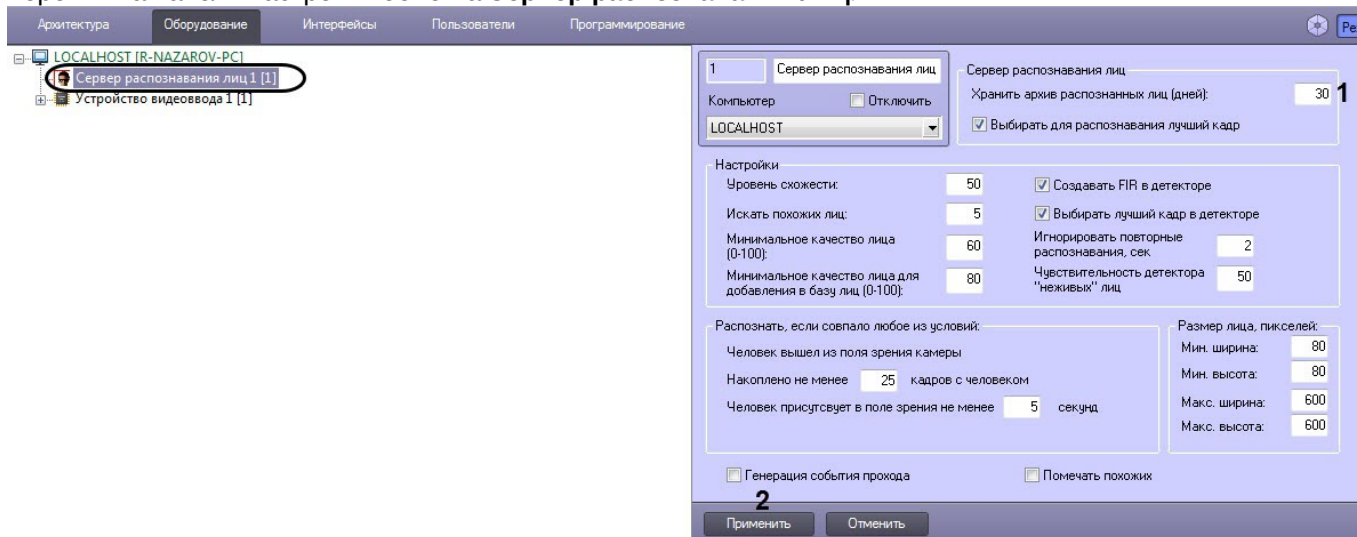 Архитектура Оборудование Интерфейсы Пользователи Программирование
LOCALHOST [R-NAZAROV-PC]
Сервер распознавания лиц 1 [1]
Устройство видеоввода 1 [1]
1 Сервер распознавания лиц
Компьютер Отключить
LOCALHOST
Сервер распознавания лиц
Хранить архив распознанных лиц (дней): 30 1
Выбирать для распознавания лучший кадр
Настройки
Уровень схожести: 50
Создавать FIR в детекторе
Искать похожих лиц: 5
Выбирать лучший кадр в детекторе
Минимальное качество лица
(0-100): 60
Игнорировать повторные
распознавания, сек 2
Минимальное качество лица для
добавления в базу лиц (0-100): 80
Чувствительность детектора
"неживых" лиц 50
Распознать, если совпало любое из условий:
Человек вышел из поля зрения камеры
Накоплено не менее 25 кадров с человеком
Человек присутсвует в поле зрения не менее 5 секунд
Размер лица, пикселей:
Мин. ширина: 80
Мин. высота: 80
Макс. ширина: 600
Макс. высота: 600
Генерация события прохода Помечать похожих
2
Применить Отменить